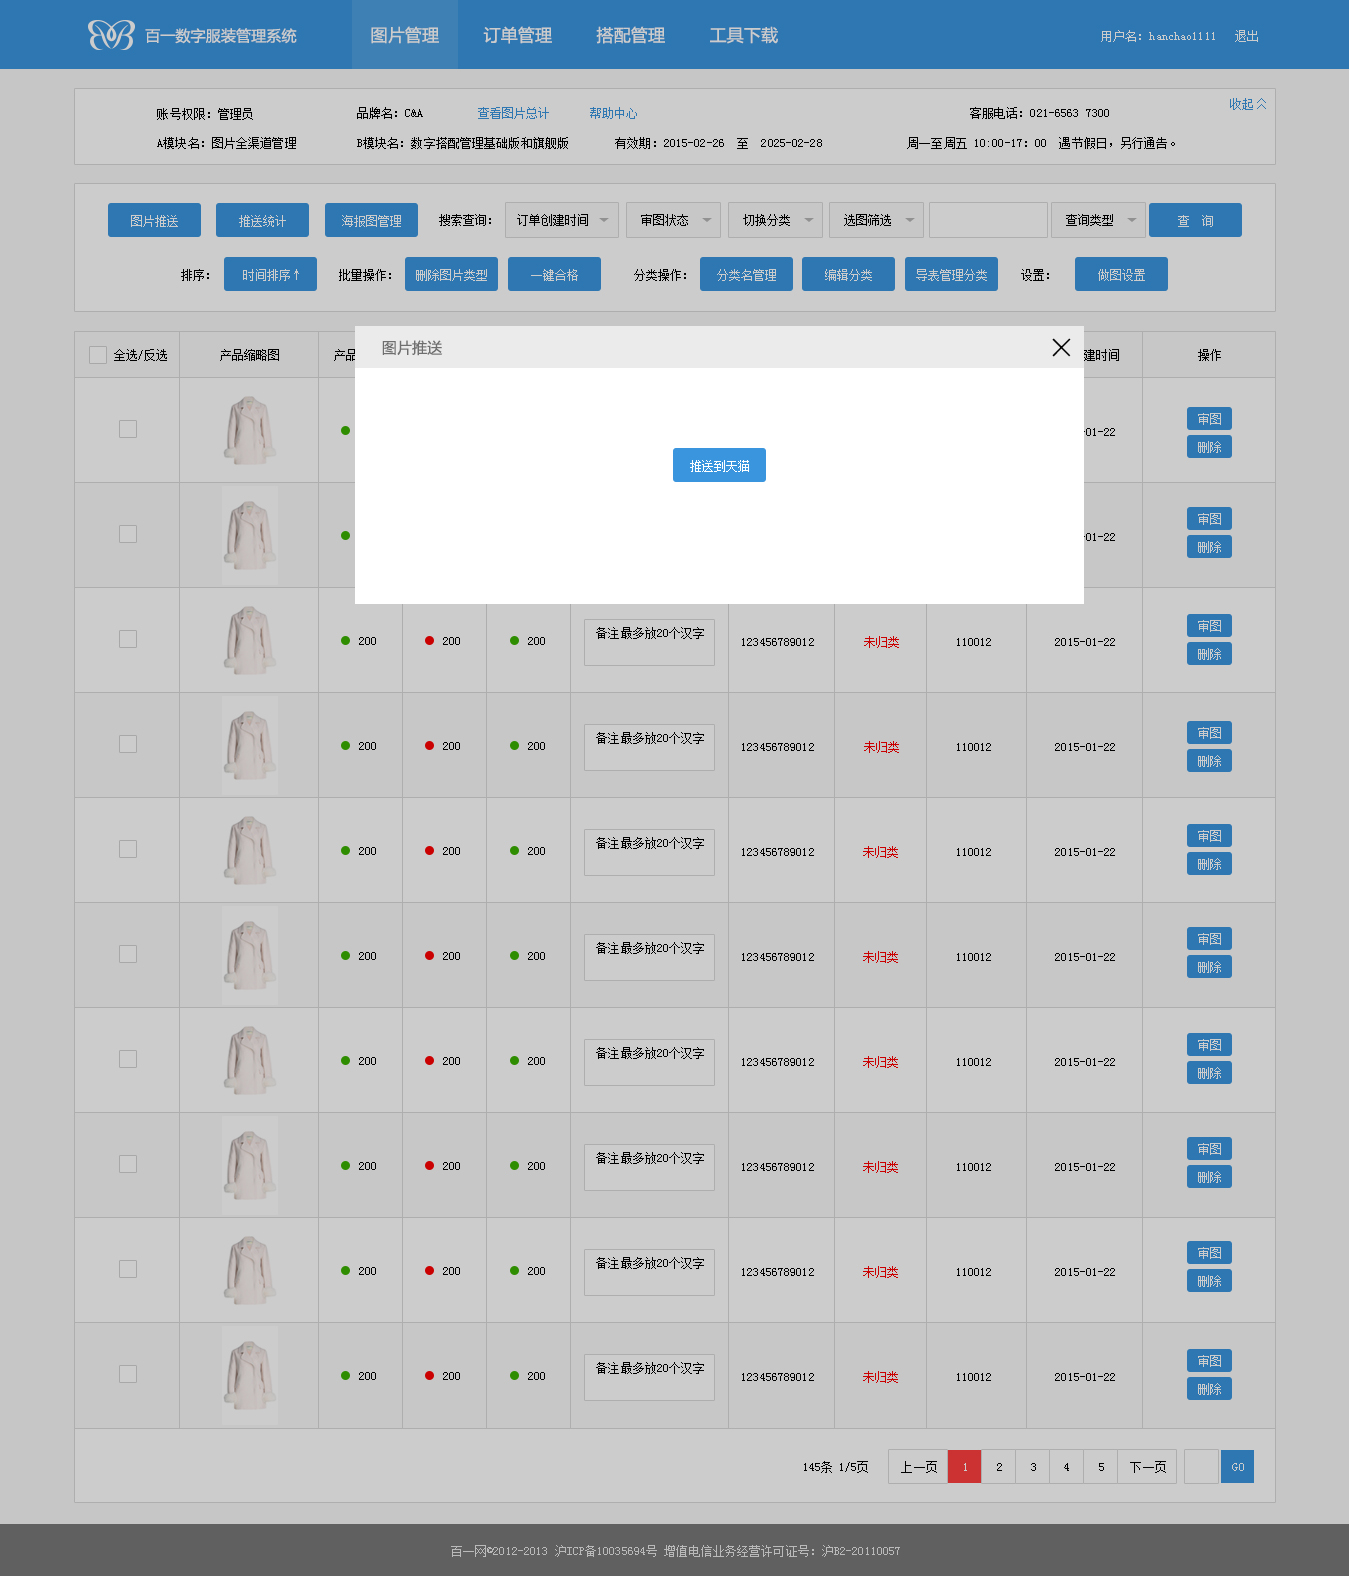 百一数字服装管理系统 图片管理 订单管理 搭配管理 工具下载 用户名: hanchao1111 退出
账号权限: 管理员 品牌名: C&A 查看图片总计 帮助中心 客服电话: 021-6563 7300 收起
A模块名: 图片全渠道管理 B模块名: 数字搭配管理基础版和旗舰版 有效期: 2015-02-26 至 2025-02-28 周一至周五 10:00-17: 00 遇节假日，另行通告。
图片推送 推送统计 海报图管理 搜索查询: 订单创建时间 审图状态 切换分类 选图筛选 查询类型 查 询
排序: 时间排序↑ 批量操作: 删除图片类型 一键合格 分类操作: 分类名管理 编辑分类 导表管理分类 设置: 做图设置
图片推送
全选/反选 产品缩略图 产品 建时间 操作
审图
-01-22
删除
推送到天猫
审图
-01-22
删除
审图
200 200 200 备注最多放20个汉字 123456789012 未归类 110012 2015-01-22
删除
审图
200 200 200 备注最多放20个汉字 123456789012 未归类 110012 2015-01-22
删除
审图
200 200 200 备注最多放20个汉字 123456789012 未归类 110012 2015-01-22
删除
审图
200 200 200 备注最多放20个汉字 123456789012 未归类 110012 2015-01-22
删除
审图
200 200 200 备注最多放20个汉字 123456789012 未归类 110012 2015-01-22
删除
审图
200 200 200 备注最多放20个汉字 123456789012 未归类 110012 2015-01-22
删除
审图
200 200 200 备注最多放20个汉字 123456789012 未归类 110012 2015-01-22
删除
审图
200 200 200 备注最多放20个汉字 123456789012 未归类 110012 2015-01-22
删除
145条 1/5页 上一页 1 2 3 4 5 下一页 GO
百一网©2012-2013 沪ICP备10035694号 增值电信业务经营许可证号: 沪B2-20110057